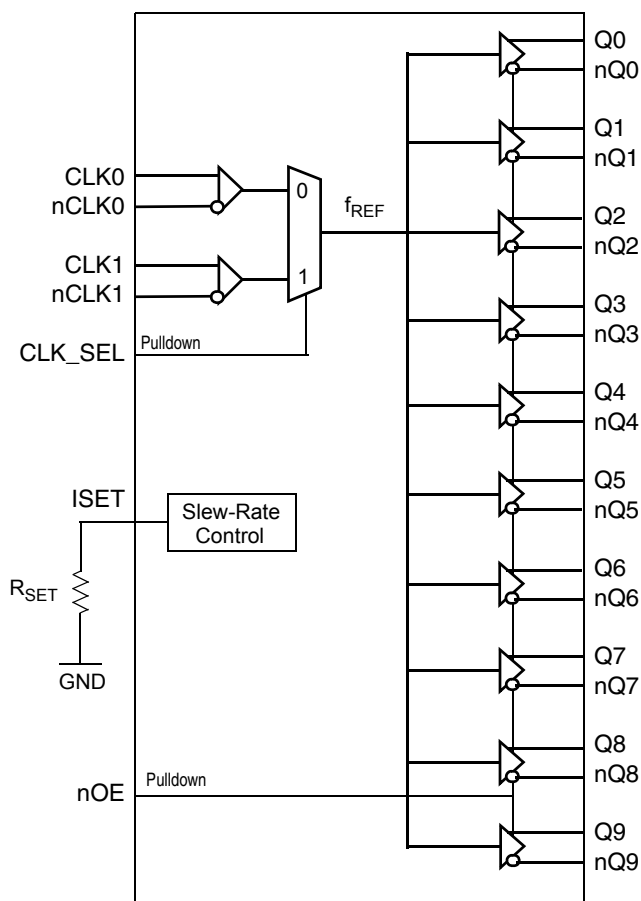 CLK0
nCLK0
CLK1
nCLK1
CLK_SEL
Pulldown
0
1
fREF
ISET
Slew-Rate
Control
RSET
GND
nOE
Pulldown
Q0
nQ0
Q1
nQ1
Q2
nQ2
Q3
nQ3
Q4
nQ4
Q5
nQ5
Q6
nQ6
Q7
nQ7
Q8
nQ8
Q9
nQ9